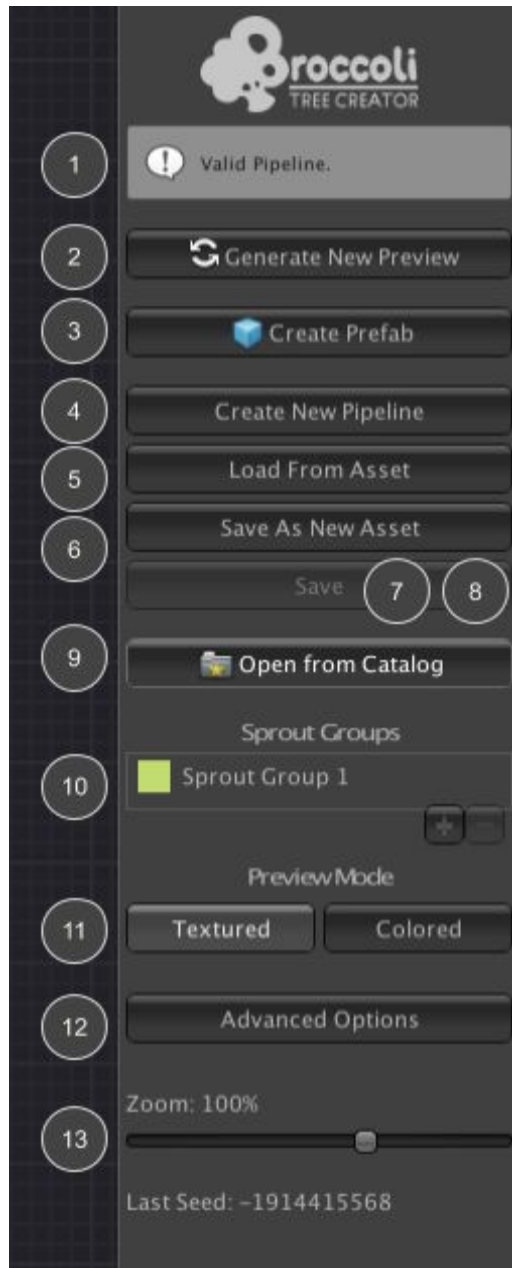 Broccoli
TREE CREATOR
1
Valid Pipeline.
2
Generate New Preview
3
Create Prefab
4
Create New Pipeline
5
Load From Asset
6
Save As New Asset
Save
7
8
9
Open from Catalog
Sprout Groups
10
Sprout Group 1
+ -
Preview Mode
11
Textured Colored
12
Advanced Options
Zoom: 100%
13
Last Seed: -1914415568